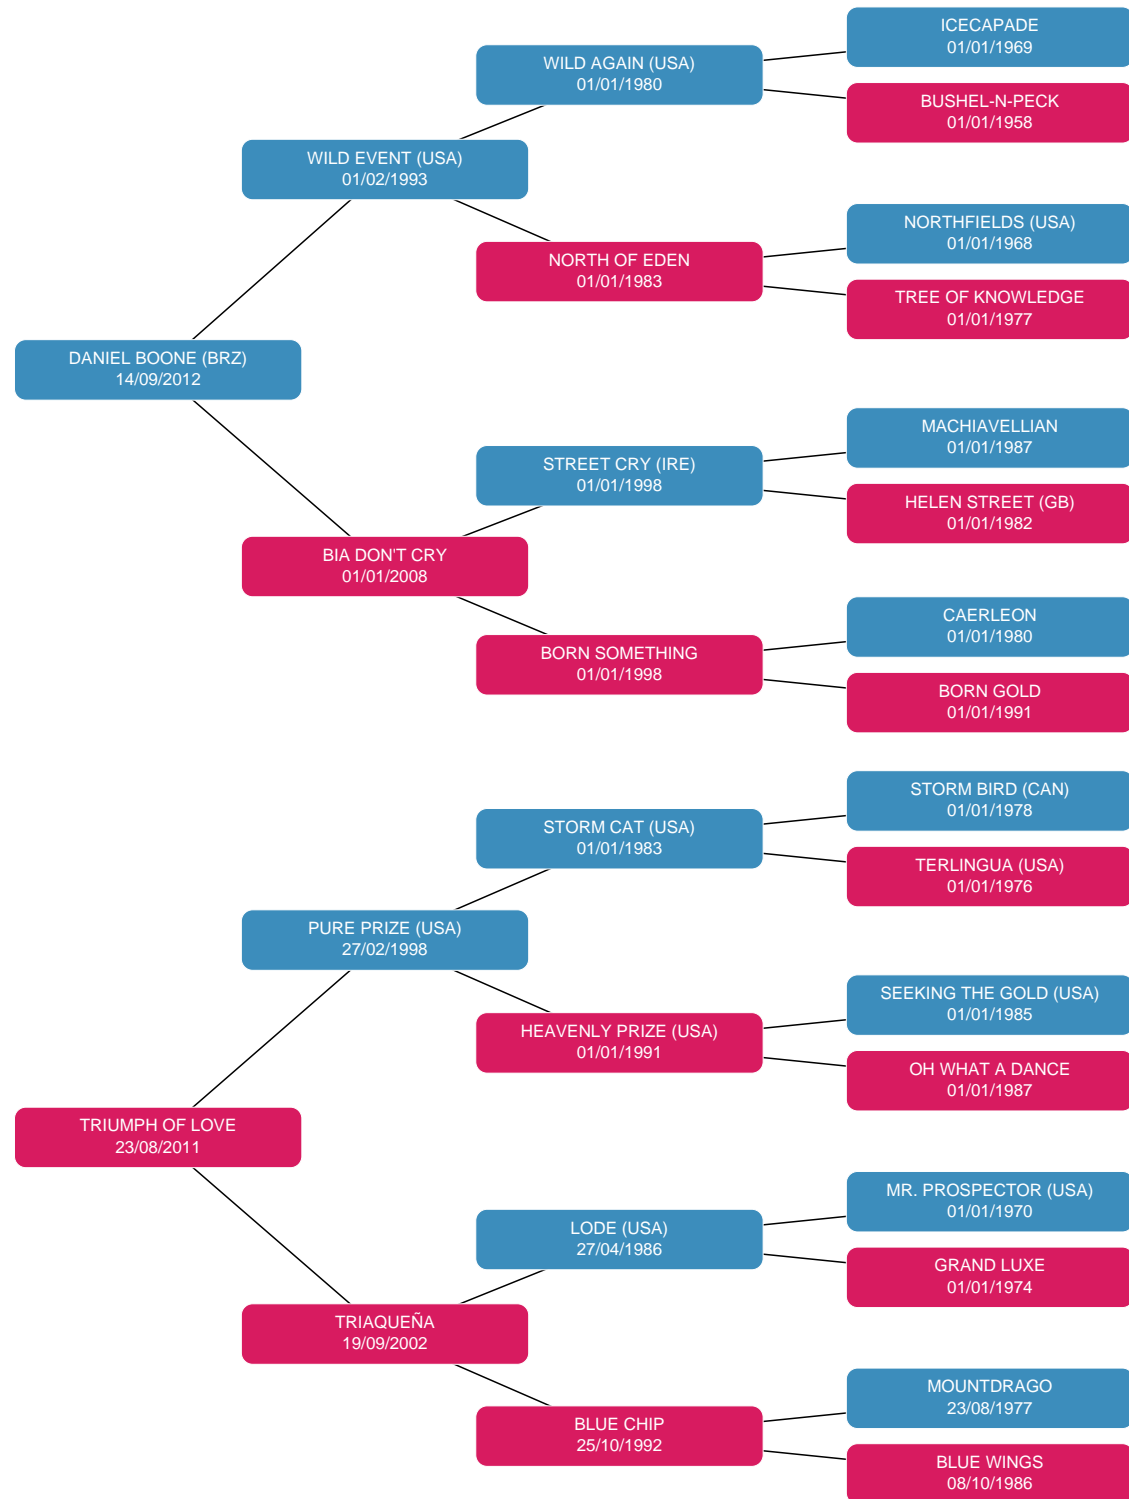 ICECAPADE
01/01/1969
WILD AGAIN (USA)
01/01/1980
BUSHEL-N-PECK
01/01/1958
WILD EVENT (USA)
01/02/1993
NORTHFIELDS (USA)
01/01/1968
NORTH OF EDEN
01/01/1983
TREE OF KNOWLEDGE
01/01/1977
DANIEL BOONE (BRZ)
14/09/2012
MACHIAVELLIAN
01/01/1987
STREET CRY (IRE)
01/01/1998
HELEN STREET (GB)
01/01/1982
BIA DON'T CRY
01/01/2008
CAERLEON
01/01/1980
BORN SOMETHING
01/01/1998
BORN GOLD
01/01/1991
STORM BIRD (CAN)
01/01/1978
STORM CAT (USA)
01/01/1983
TERLINGUA (USA)
01/01/1976
PURE PRIZE (USA)
27/02/1998
SEEKING THE GOLD (USA)
01/01/1985
HEAVENLY PRIZE (USA)
01/01/1991
OH WHAT A DANCE
01/01/1987
TRIUMPH OF LOVE
23/08/2011
MR. PROSPECTOR (USA)
01/01/1970
LODE (USA)
27/04/1986
GRAND LUXE
01/01/1974
TRIAQUEÑA
19/09/2002
MOUNTDRAGO
23/08/1977
BLUE CHIP
25/10/1992
BLUE WINGS
08/10/1986